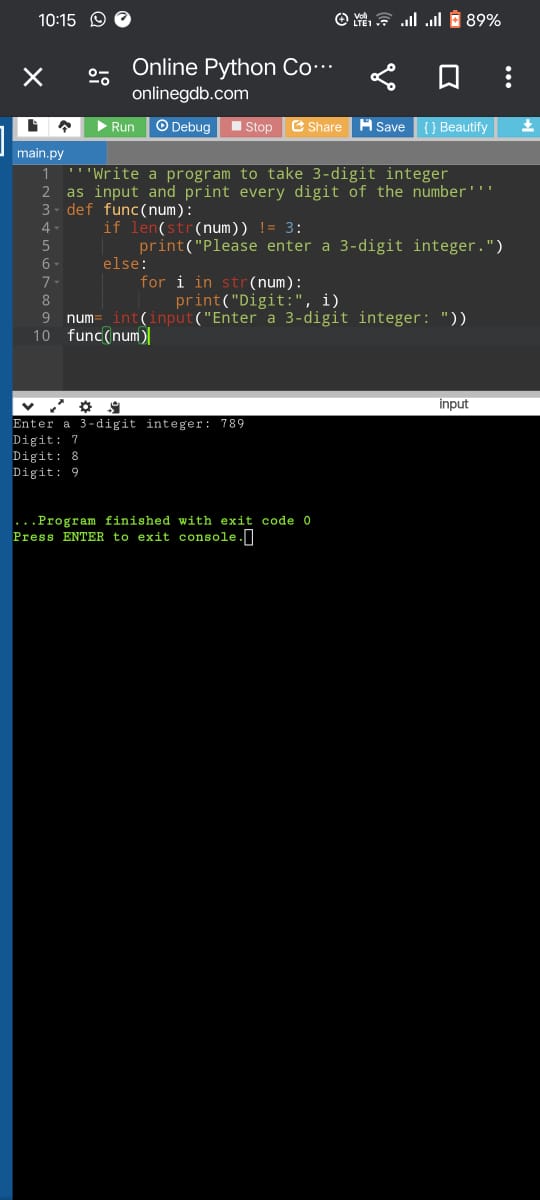 10:15 Vo) LTE1 89%
Online Python Co···
onlinegdb.com
Run Debug Stop Share Save { } Beautify
main.py
1 '''Write a program to take 3-digit integer
2 as input and print every digit of the number'''
3 def func(num):
4 if len(str(num)) != 3:
5 print("Please enter a 3-digit integer.")
6 else:
7 for i in str(num):
8 print("Digit:", i)
9 num= int(input("Enter a 3-digit integer: "))
10 func(num)
input
Enter a 3-digit integer: 789
Digit: 7
Digit: 8
Digit: 9
...Program finished with exit code 0
Press ENTER to exit console.